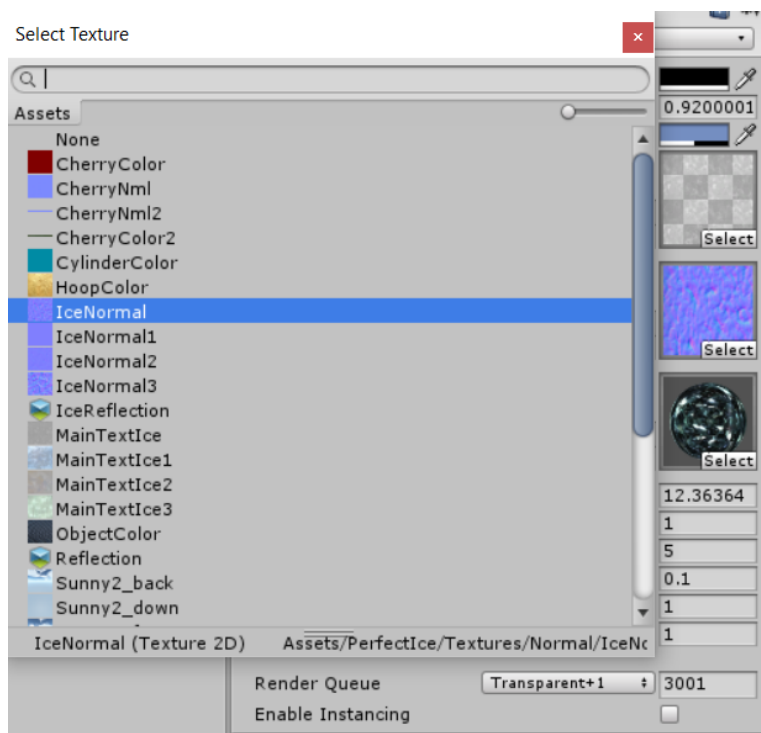 Select Texture
Assets
None
CherryColor
CherryNml
CherryNml2
CherryColor2
CylinderColor
HoopColor
IceNormal
IceNormal1
IceNormal2
IceNormal3
IceReflection
MainTextIce
MainTextIce1
MainTextIce2
MainTextIce3
ObjectColor
Reflection
Sunny2_back
Sunny2_down
IceNormal (Texture 2D) Assets/PerfectIce/Textures/Normal/IceNo
0.9200001
Select
Select
Select
12.36364
1
5
0.1
1
1
Render Queue Transparent+1 3001
Enable Instancing